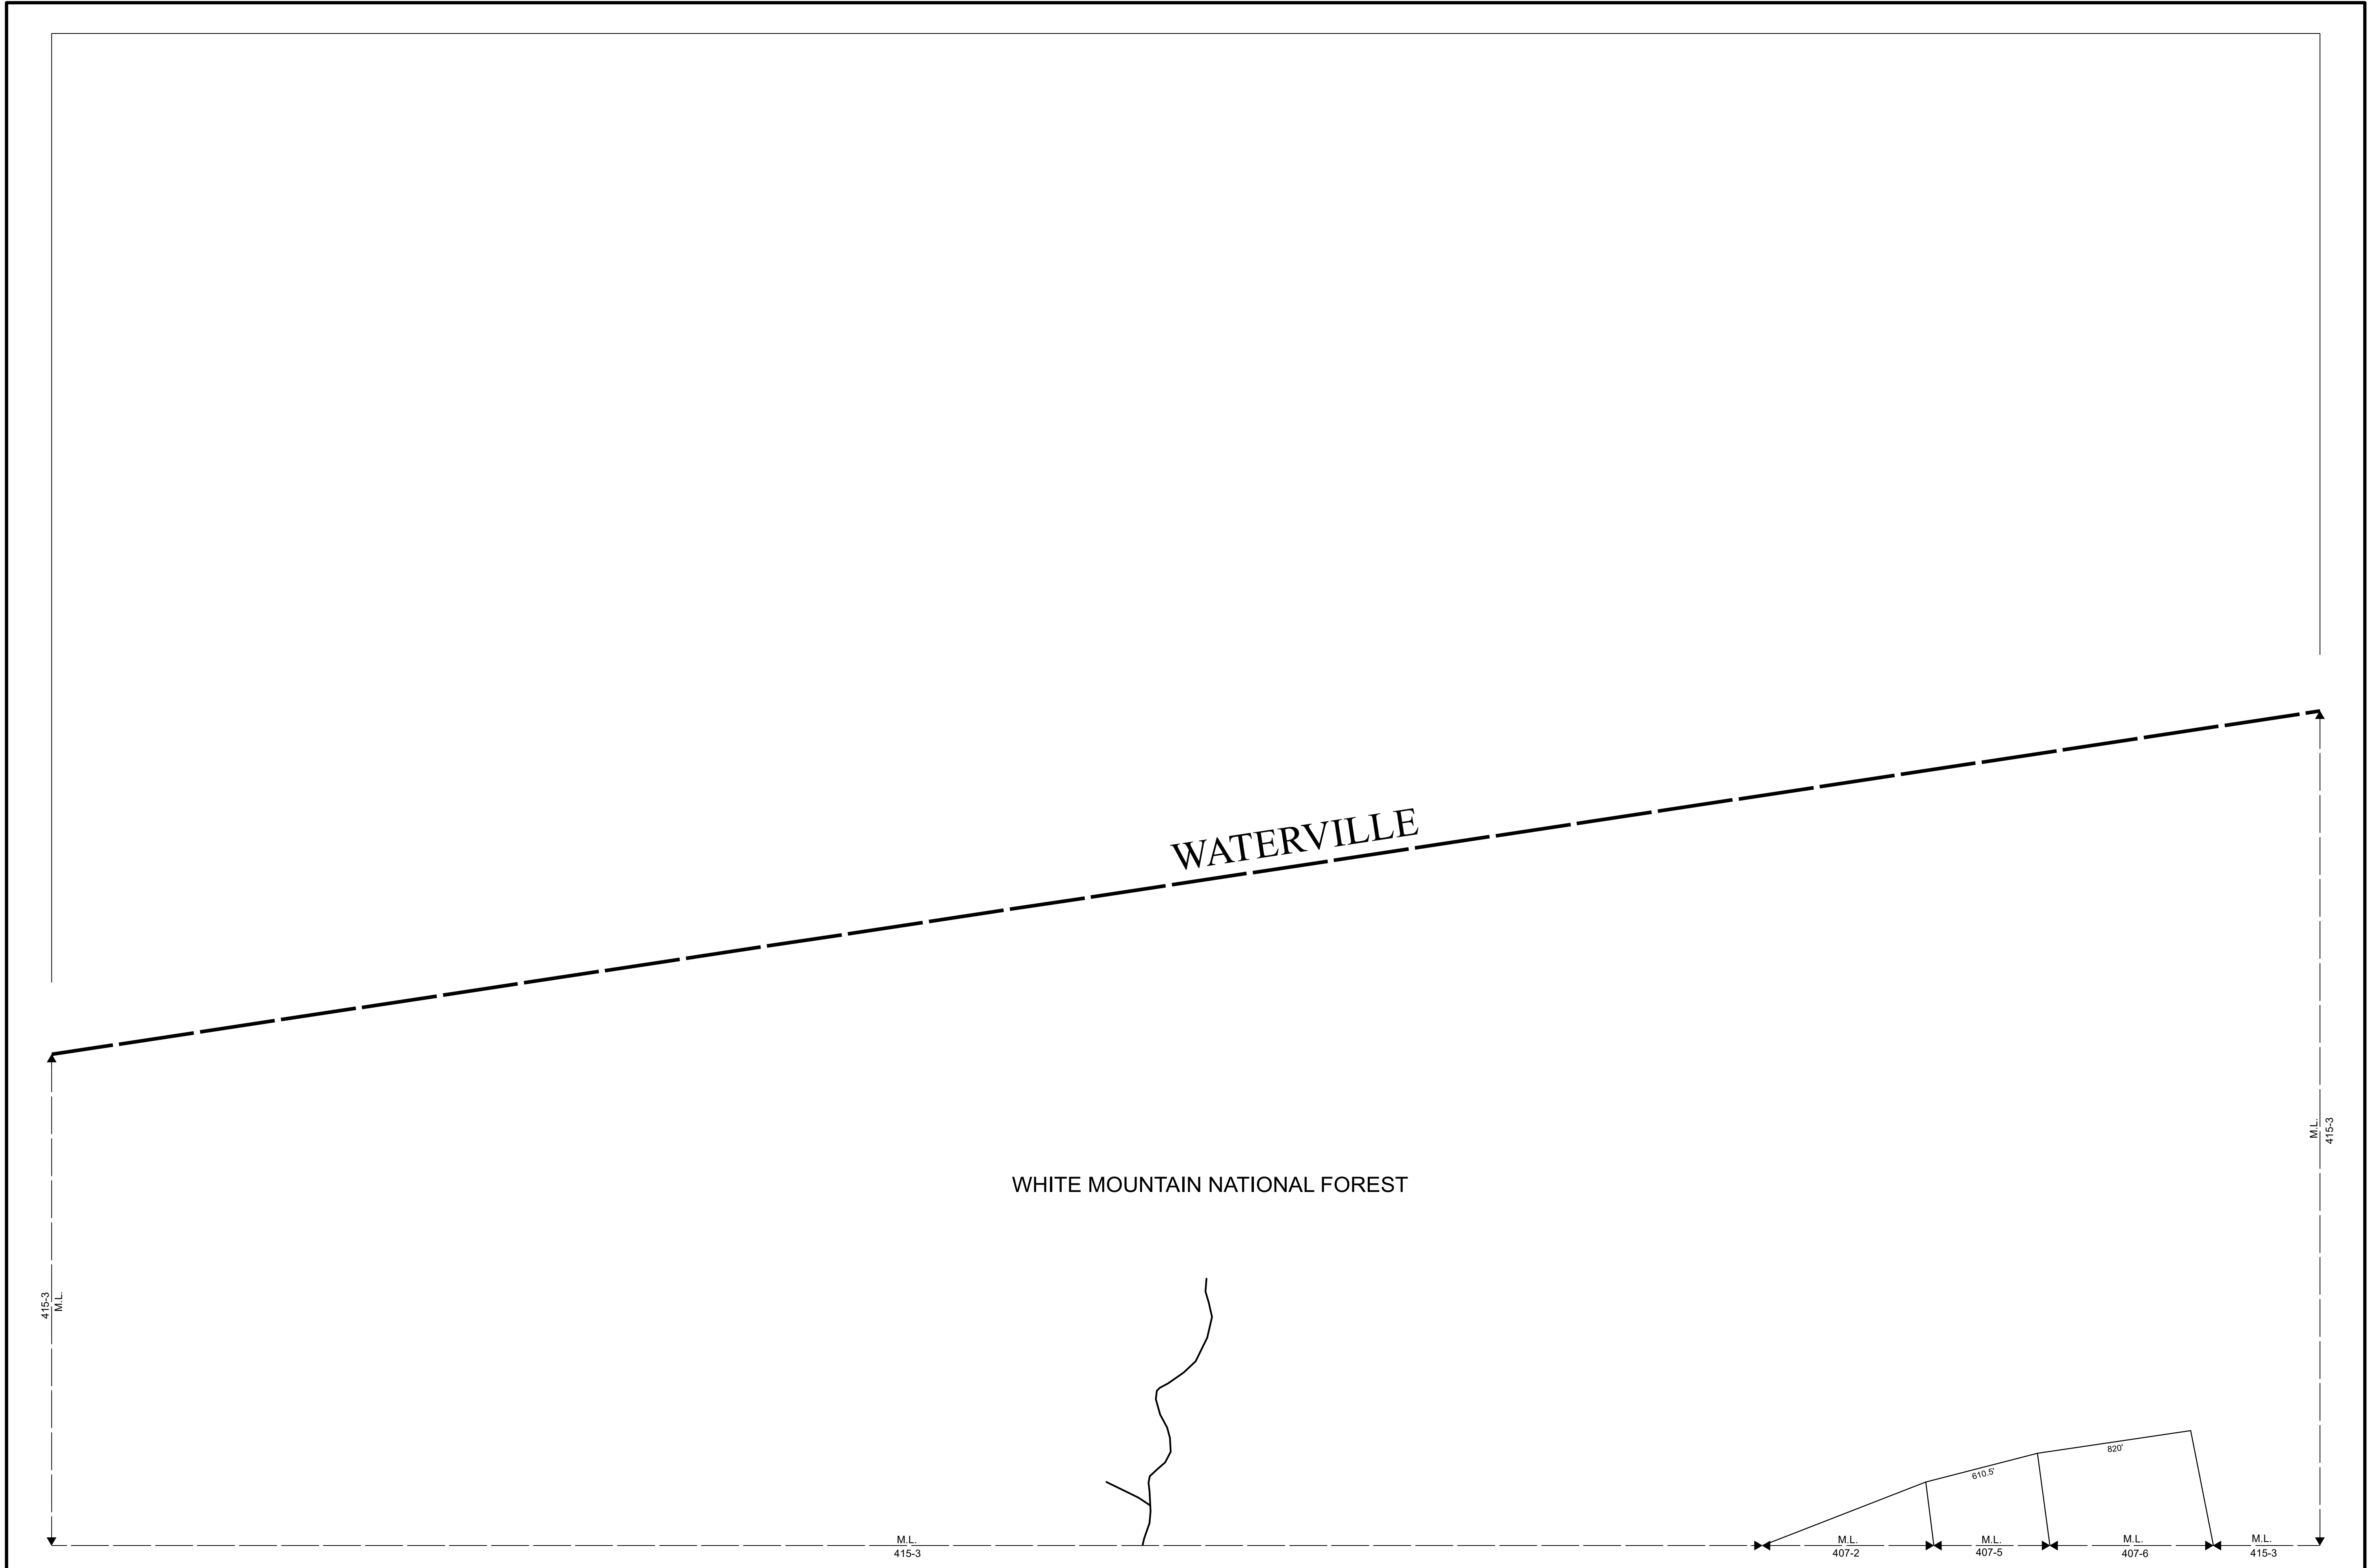 WATERVILLE
M.L.
415-3
WHITE MOUNTAIN NATIONAL FOREST
415-3
M.L.
820'
610.5'
M.L.
415-3
M.L.
407-2
M.L.
407-5
M.L.
407-6
M.L.
415-3